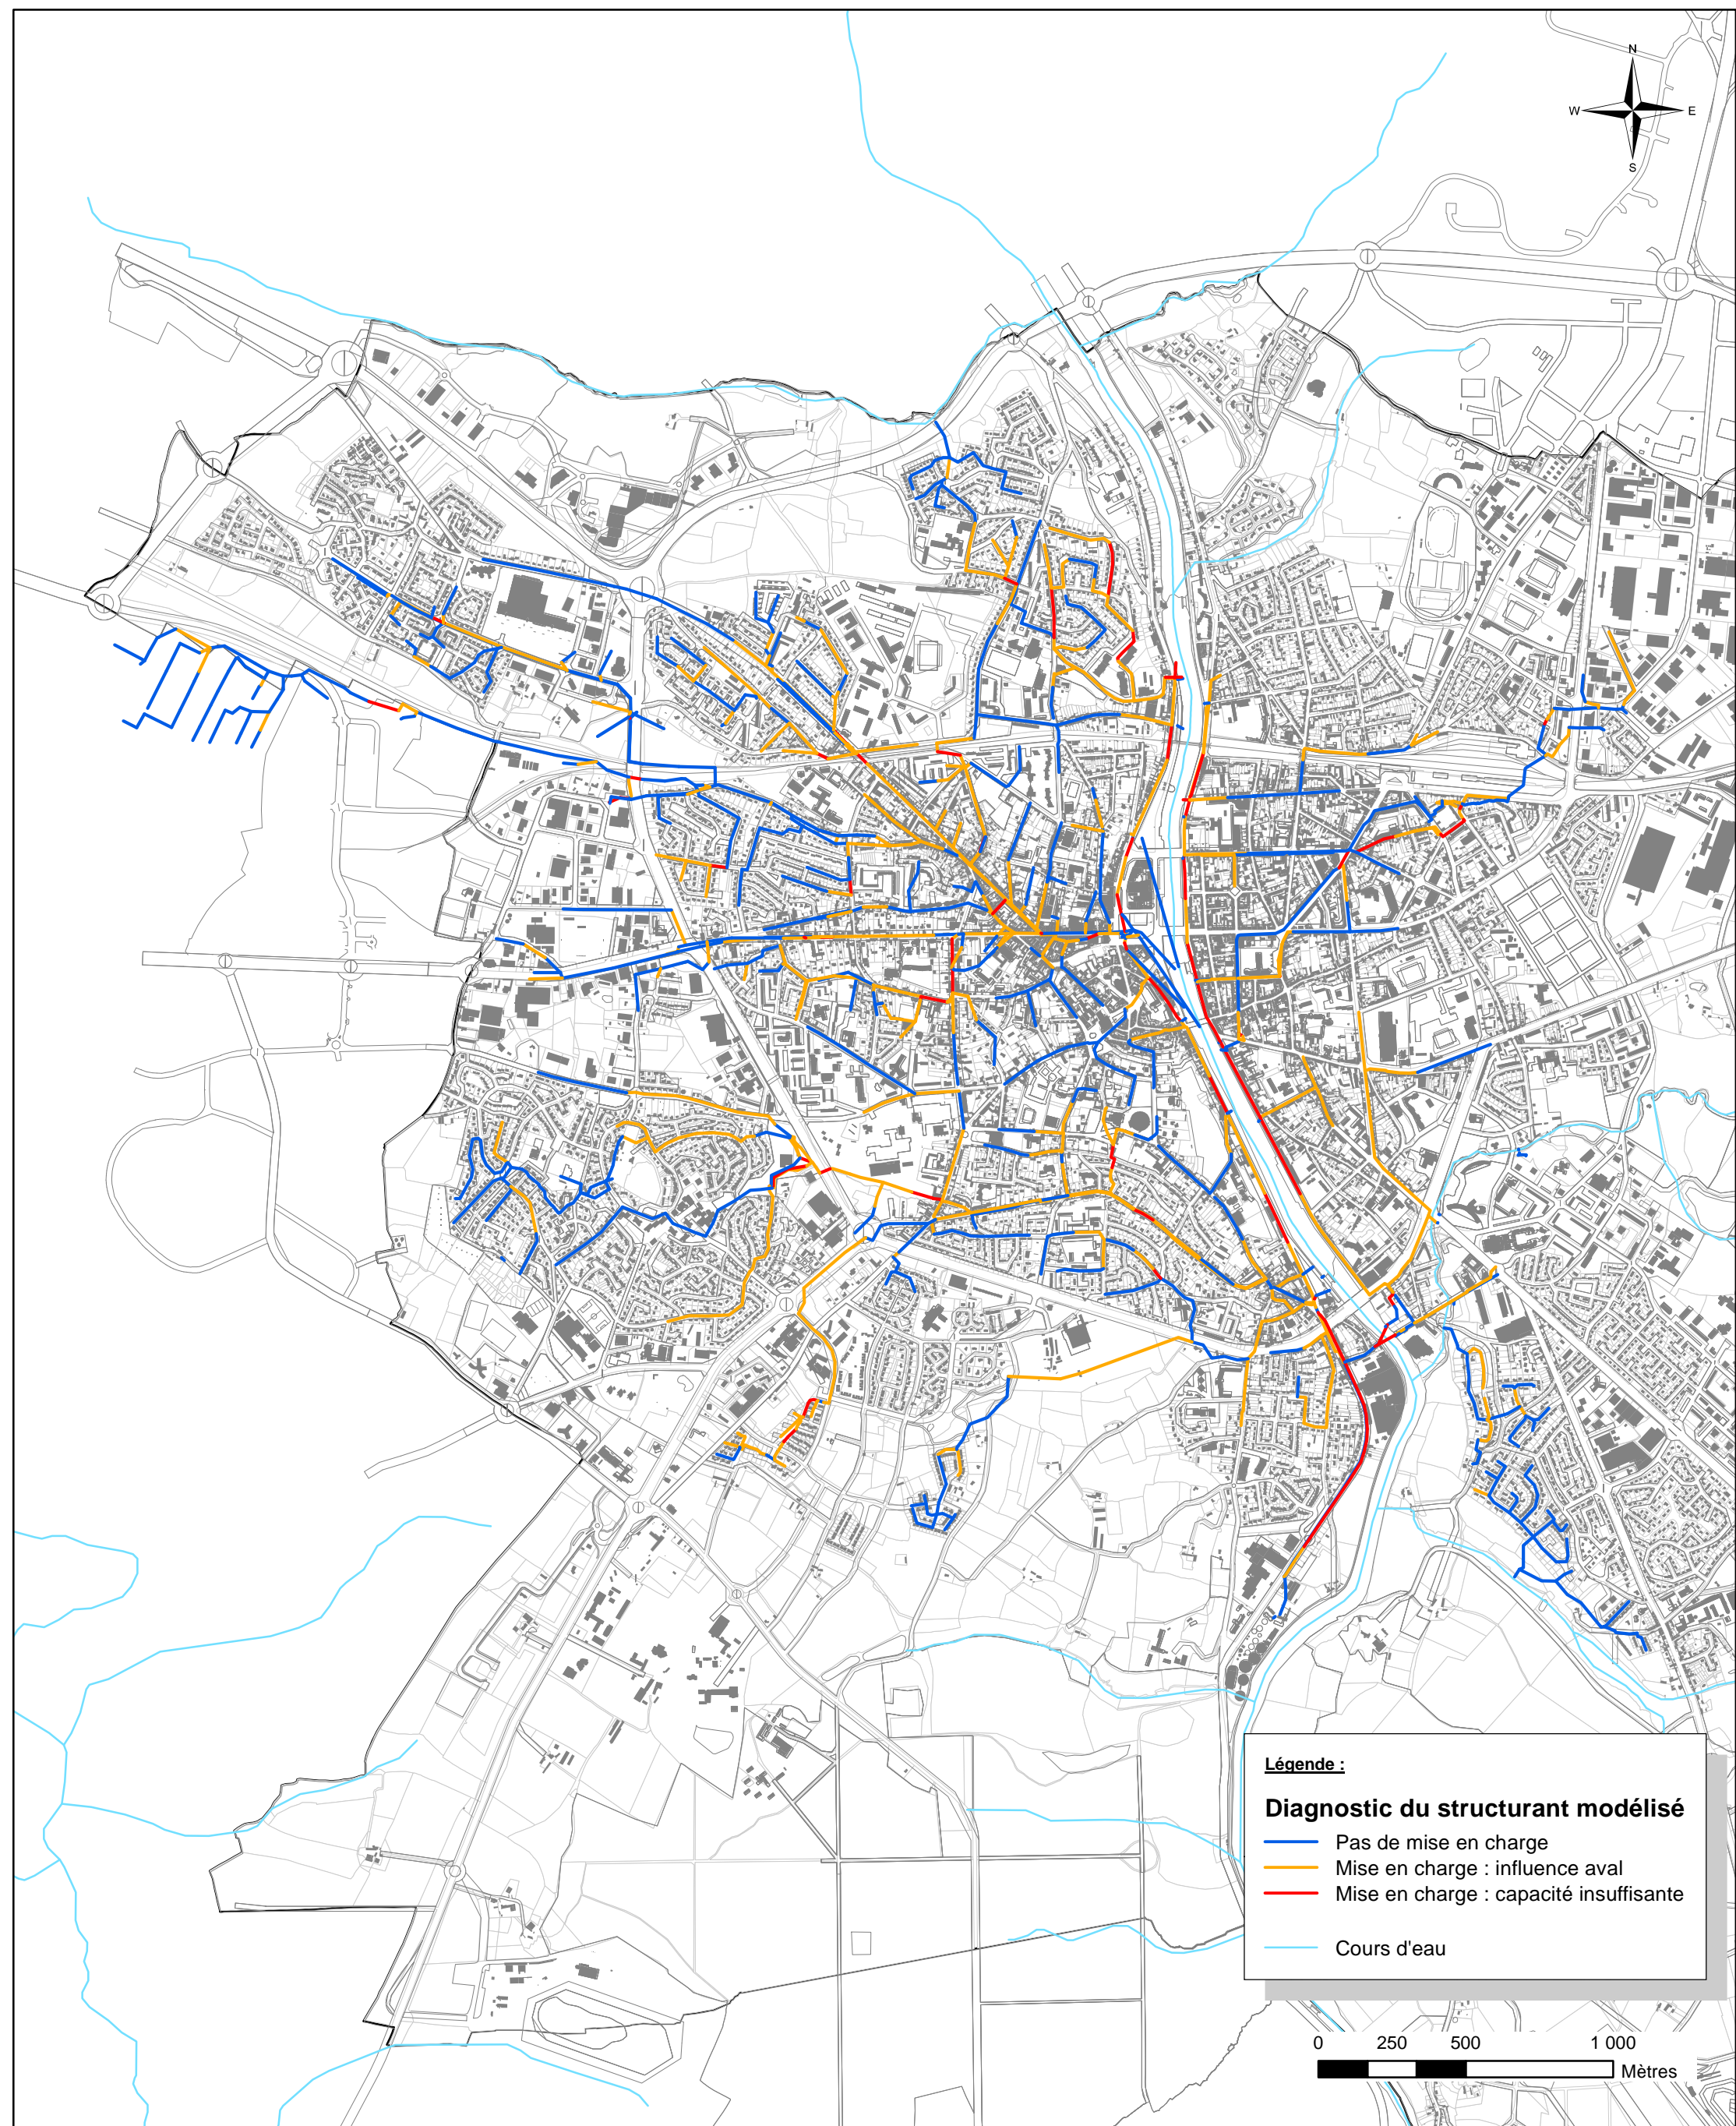 N
W E
S
Légende :
Diagnostic du structurant modélisé
Pas de mise en charge
Mise en charge : influence aval
Mise en charge : capacité insuffisante
Cours d'eau
0 250 500 1 000
Mètres